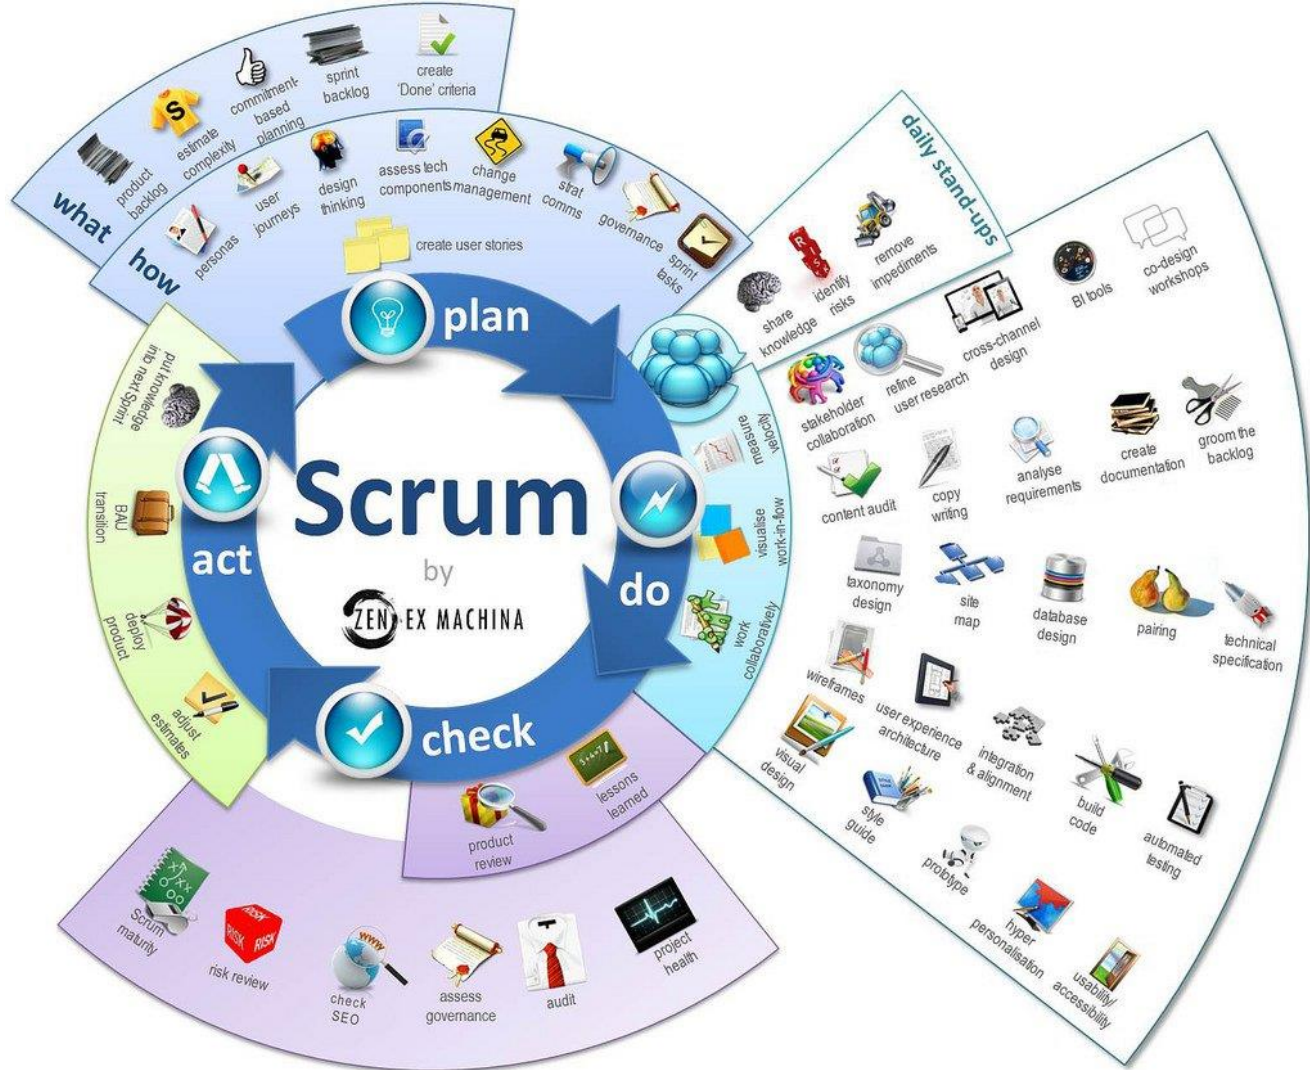 what
product
backlog
estimate
complexity
commitment-
based
planning
sprint
backlog
create
'Done' criteria
how
personas
user
journeys
design
thinking
assess tech
components
change
management
strat
comms
governance
sprint
tasks
create user stories
plan
daily stand-ups
share
knowledge
identify
risks
remove
impediments
stakeholder
collaboration
refine
user research
cross-channel
design
BI tools
co-design
workshops
content audit
copy
writing
analyse
requirements
create
documentation
groom the
backlog
taxonomy
design
site
map
database
design
pairing
technical
specification
wireframes
user experience
architecture
integration
& alignment
build
code
automated
testing
visual
design
style
guide
prototype
hyper
personalisation
usability/
accessibility
measure
velocity
visualise
work-in-flow
work
collaboratively
do
Scrum
by
ZEN EX MACHINA
check
lessons
learned
product
review
Scrum
maturity
risk review
RISK
RISK
RISK
check
SEO
WWW
assess
governance
audit
project
health
act
put knowledge
into next Sprint
BAU
transition
deploy
product
adjust
estimates
S